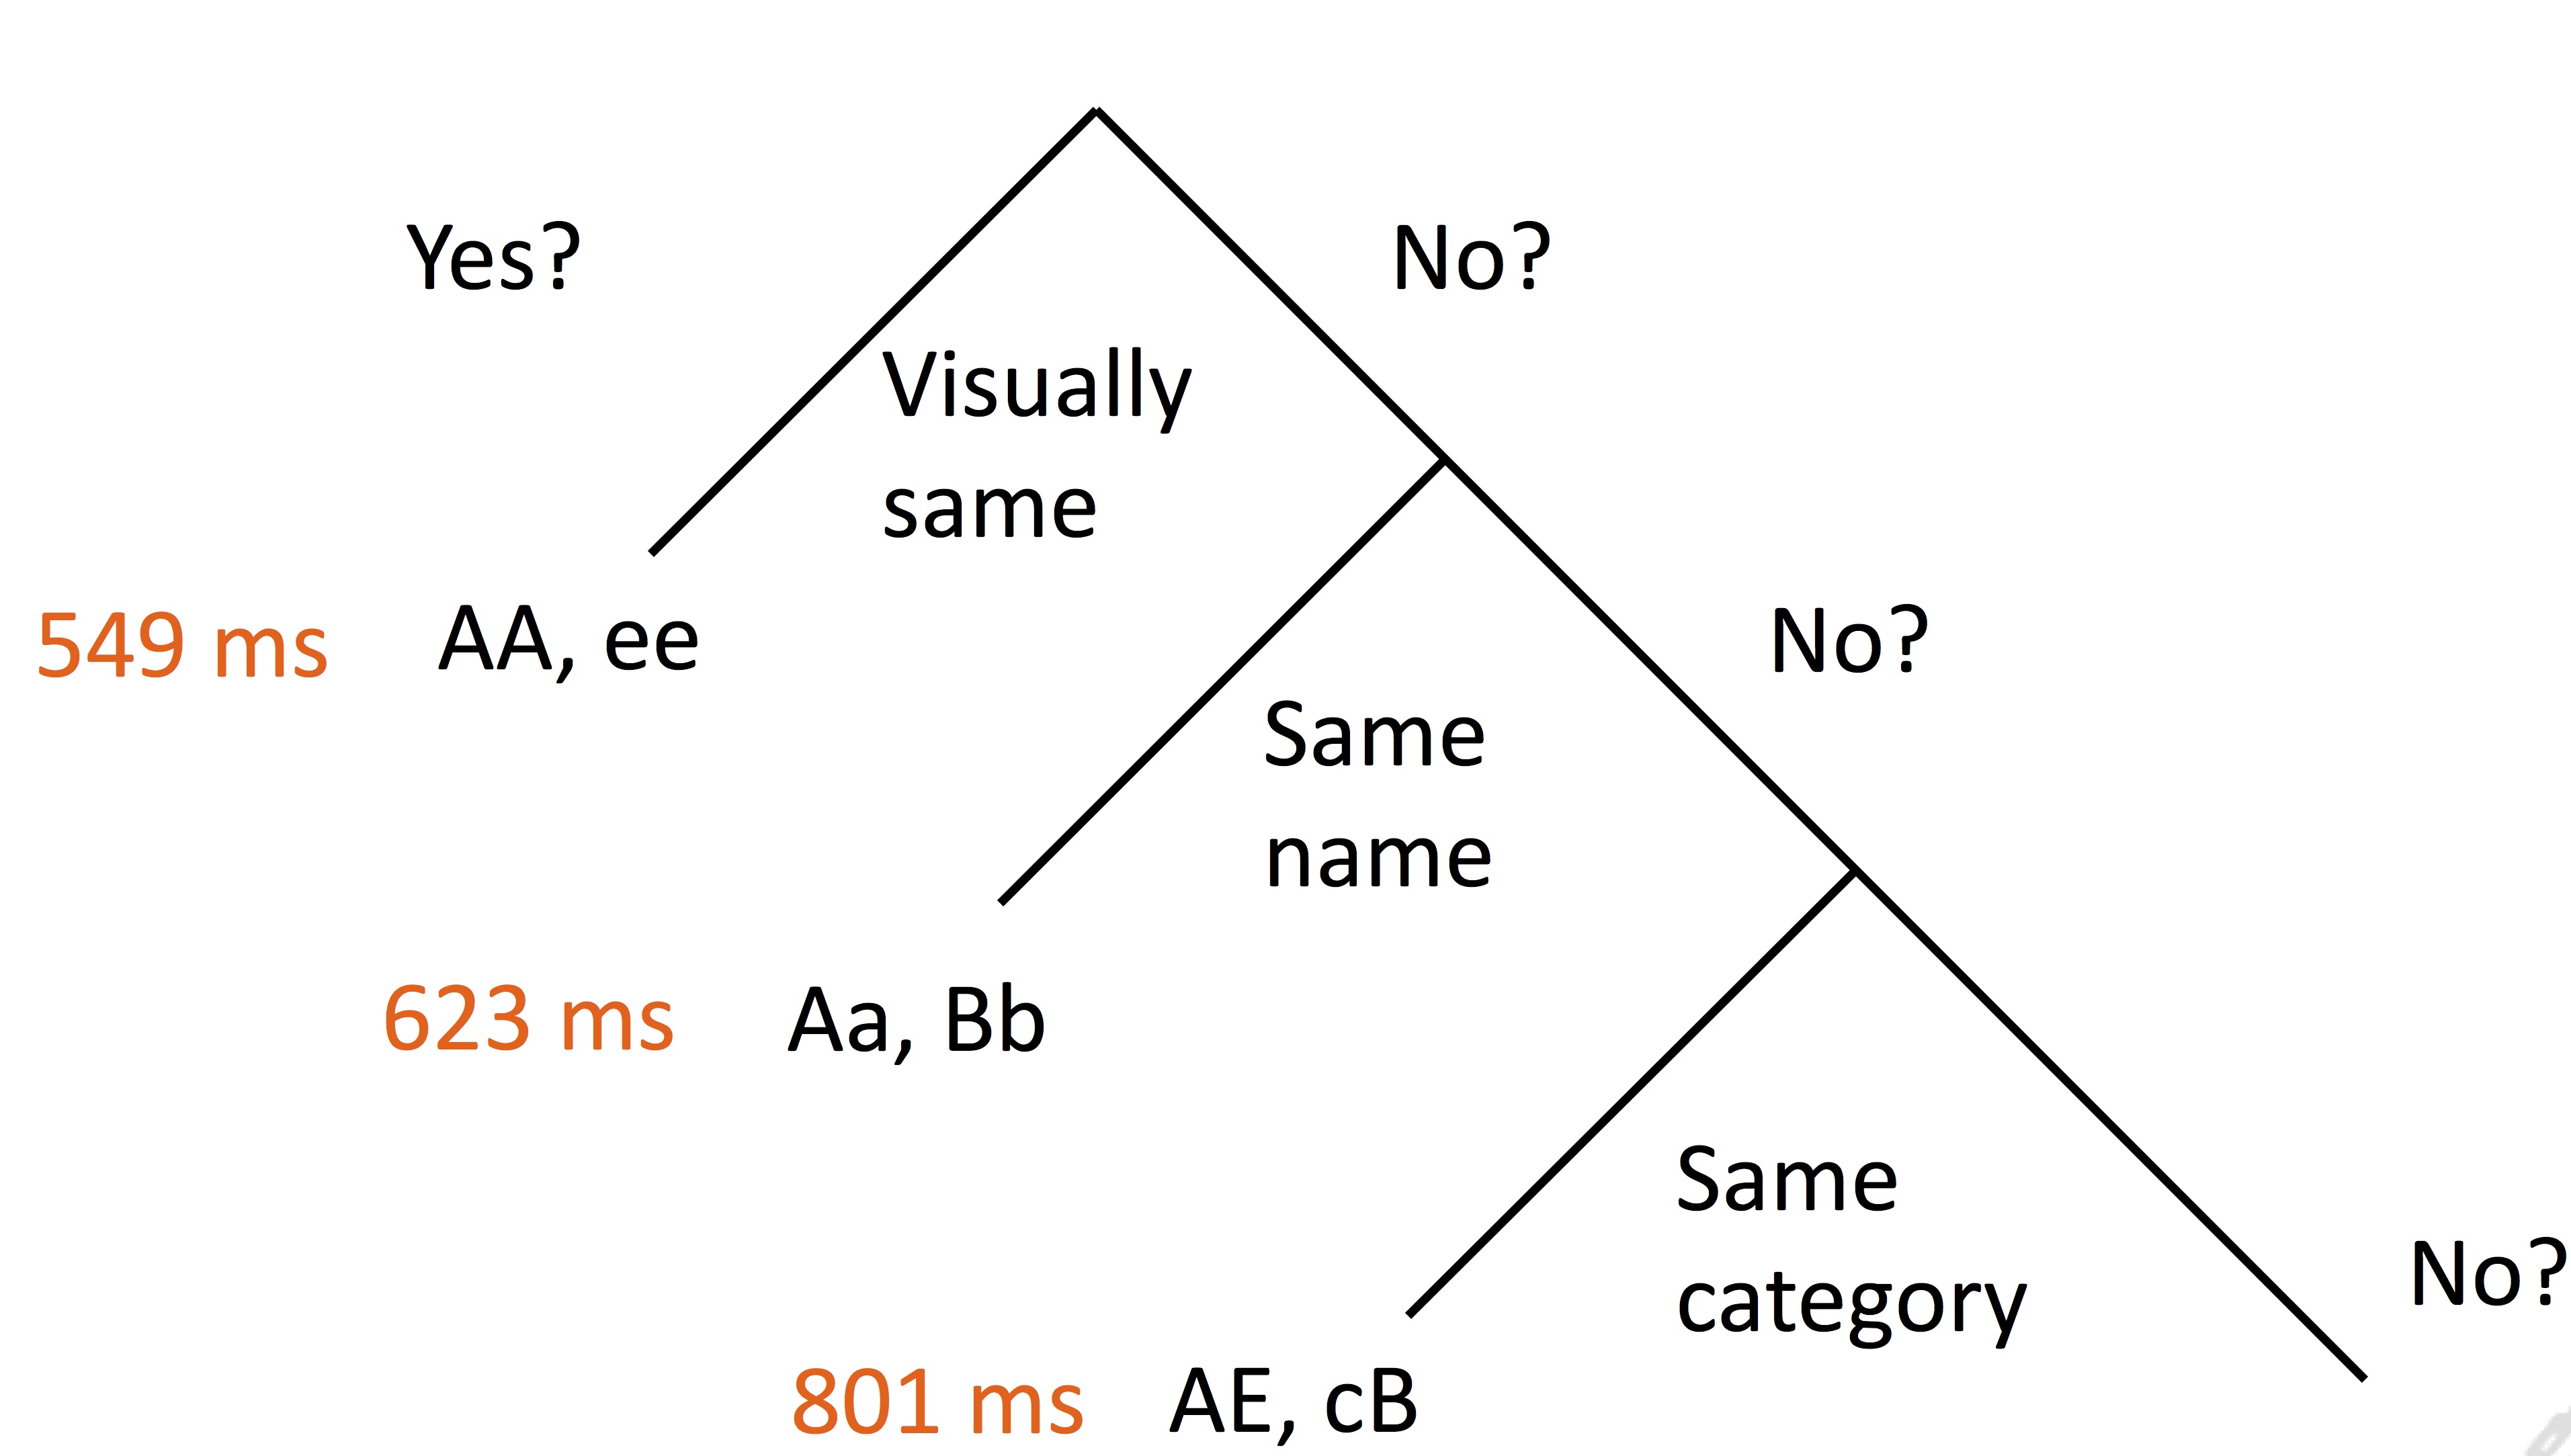 Yes?
No?
Visually
same
549 ms
AA, ee
No?
Same
name
623 ms
Aa, Bb
Same
category
No?
801 ms
AE, cB